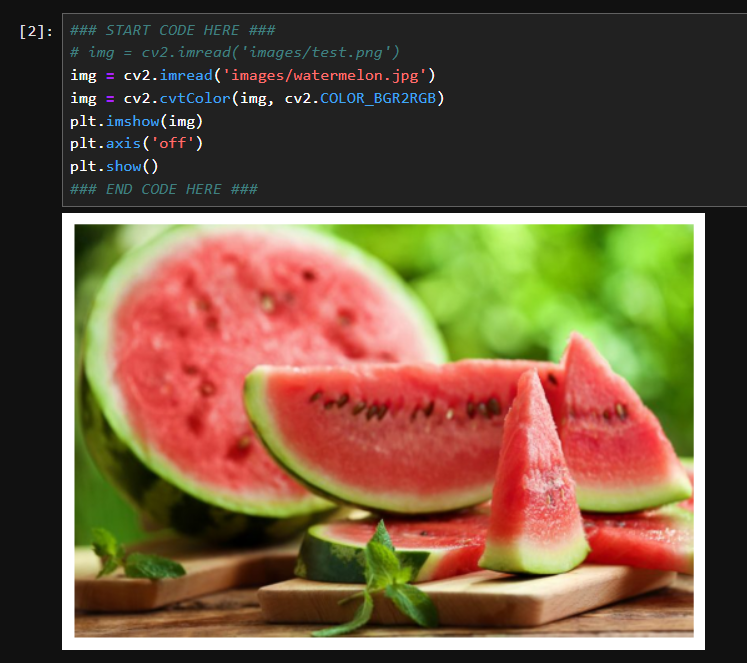 [2]:
### START CODE HERE ###
# img = cv2.imread('images/test.png')
img = cv2.imread('images/watermelon.jpg')
img = cv2.cvtColor(img, cv2.COLOR_BGR2RGB)
plt.imshow(img)
plt.axis('off')
plt.show()
### END CODE HERE ###